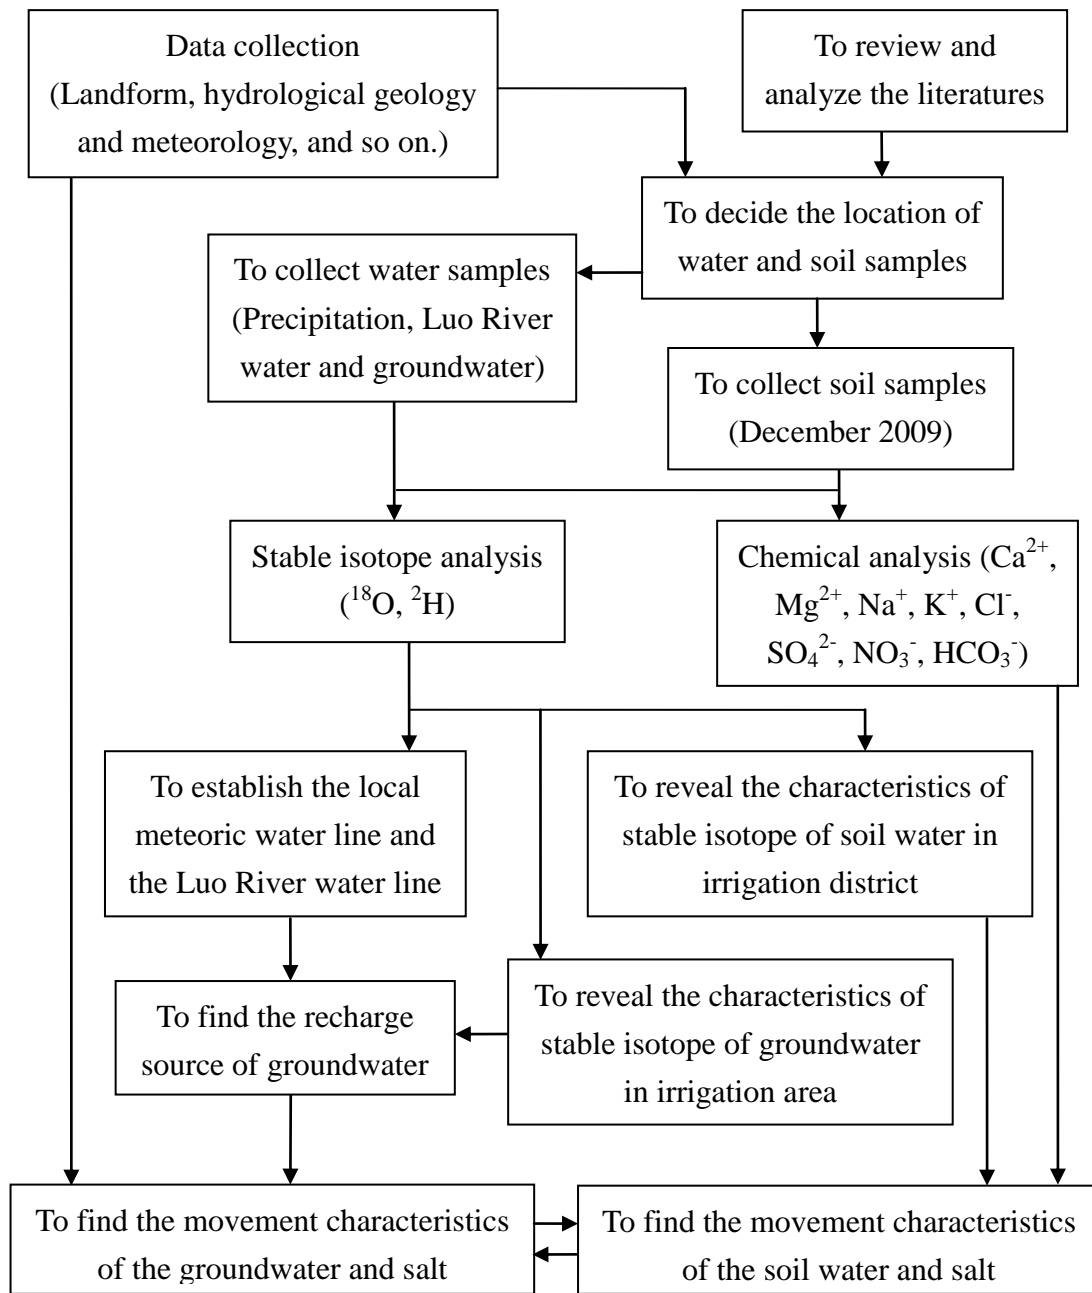 Data collection
(Landform, hydrological geology
and meteorology, and so on.)
To review and
analyze the literatures
To decide the location of
water and soil samples
To collect water samples
(Precipitation, Luo River
water and groundwater)
To collect soil samples
(December 2009)
Stable isotope analysis
(¹⁸O, ²H)
Chemical analysis (Ca²⁺,
Mg²⁺, Na⁺, K⁺, Cl⁻,
SO₄²⁻, NO₃⁻, HCO₃⁻)
To establish the local
meteoric water line and
the Luo River water line
To reveal the characteristics of
stable isotope of soil water in
irrigation district
To find the recharge
source of groundwater
To reveal the characteristics of
stable isotope of groundwater
in irrigation area
To find the movement characteristics
of the groundwater and salt
To find the movement characteristics
of the soil water and salt